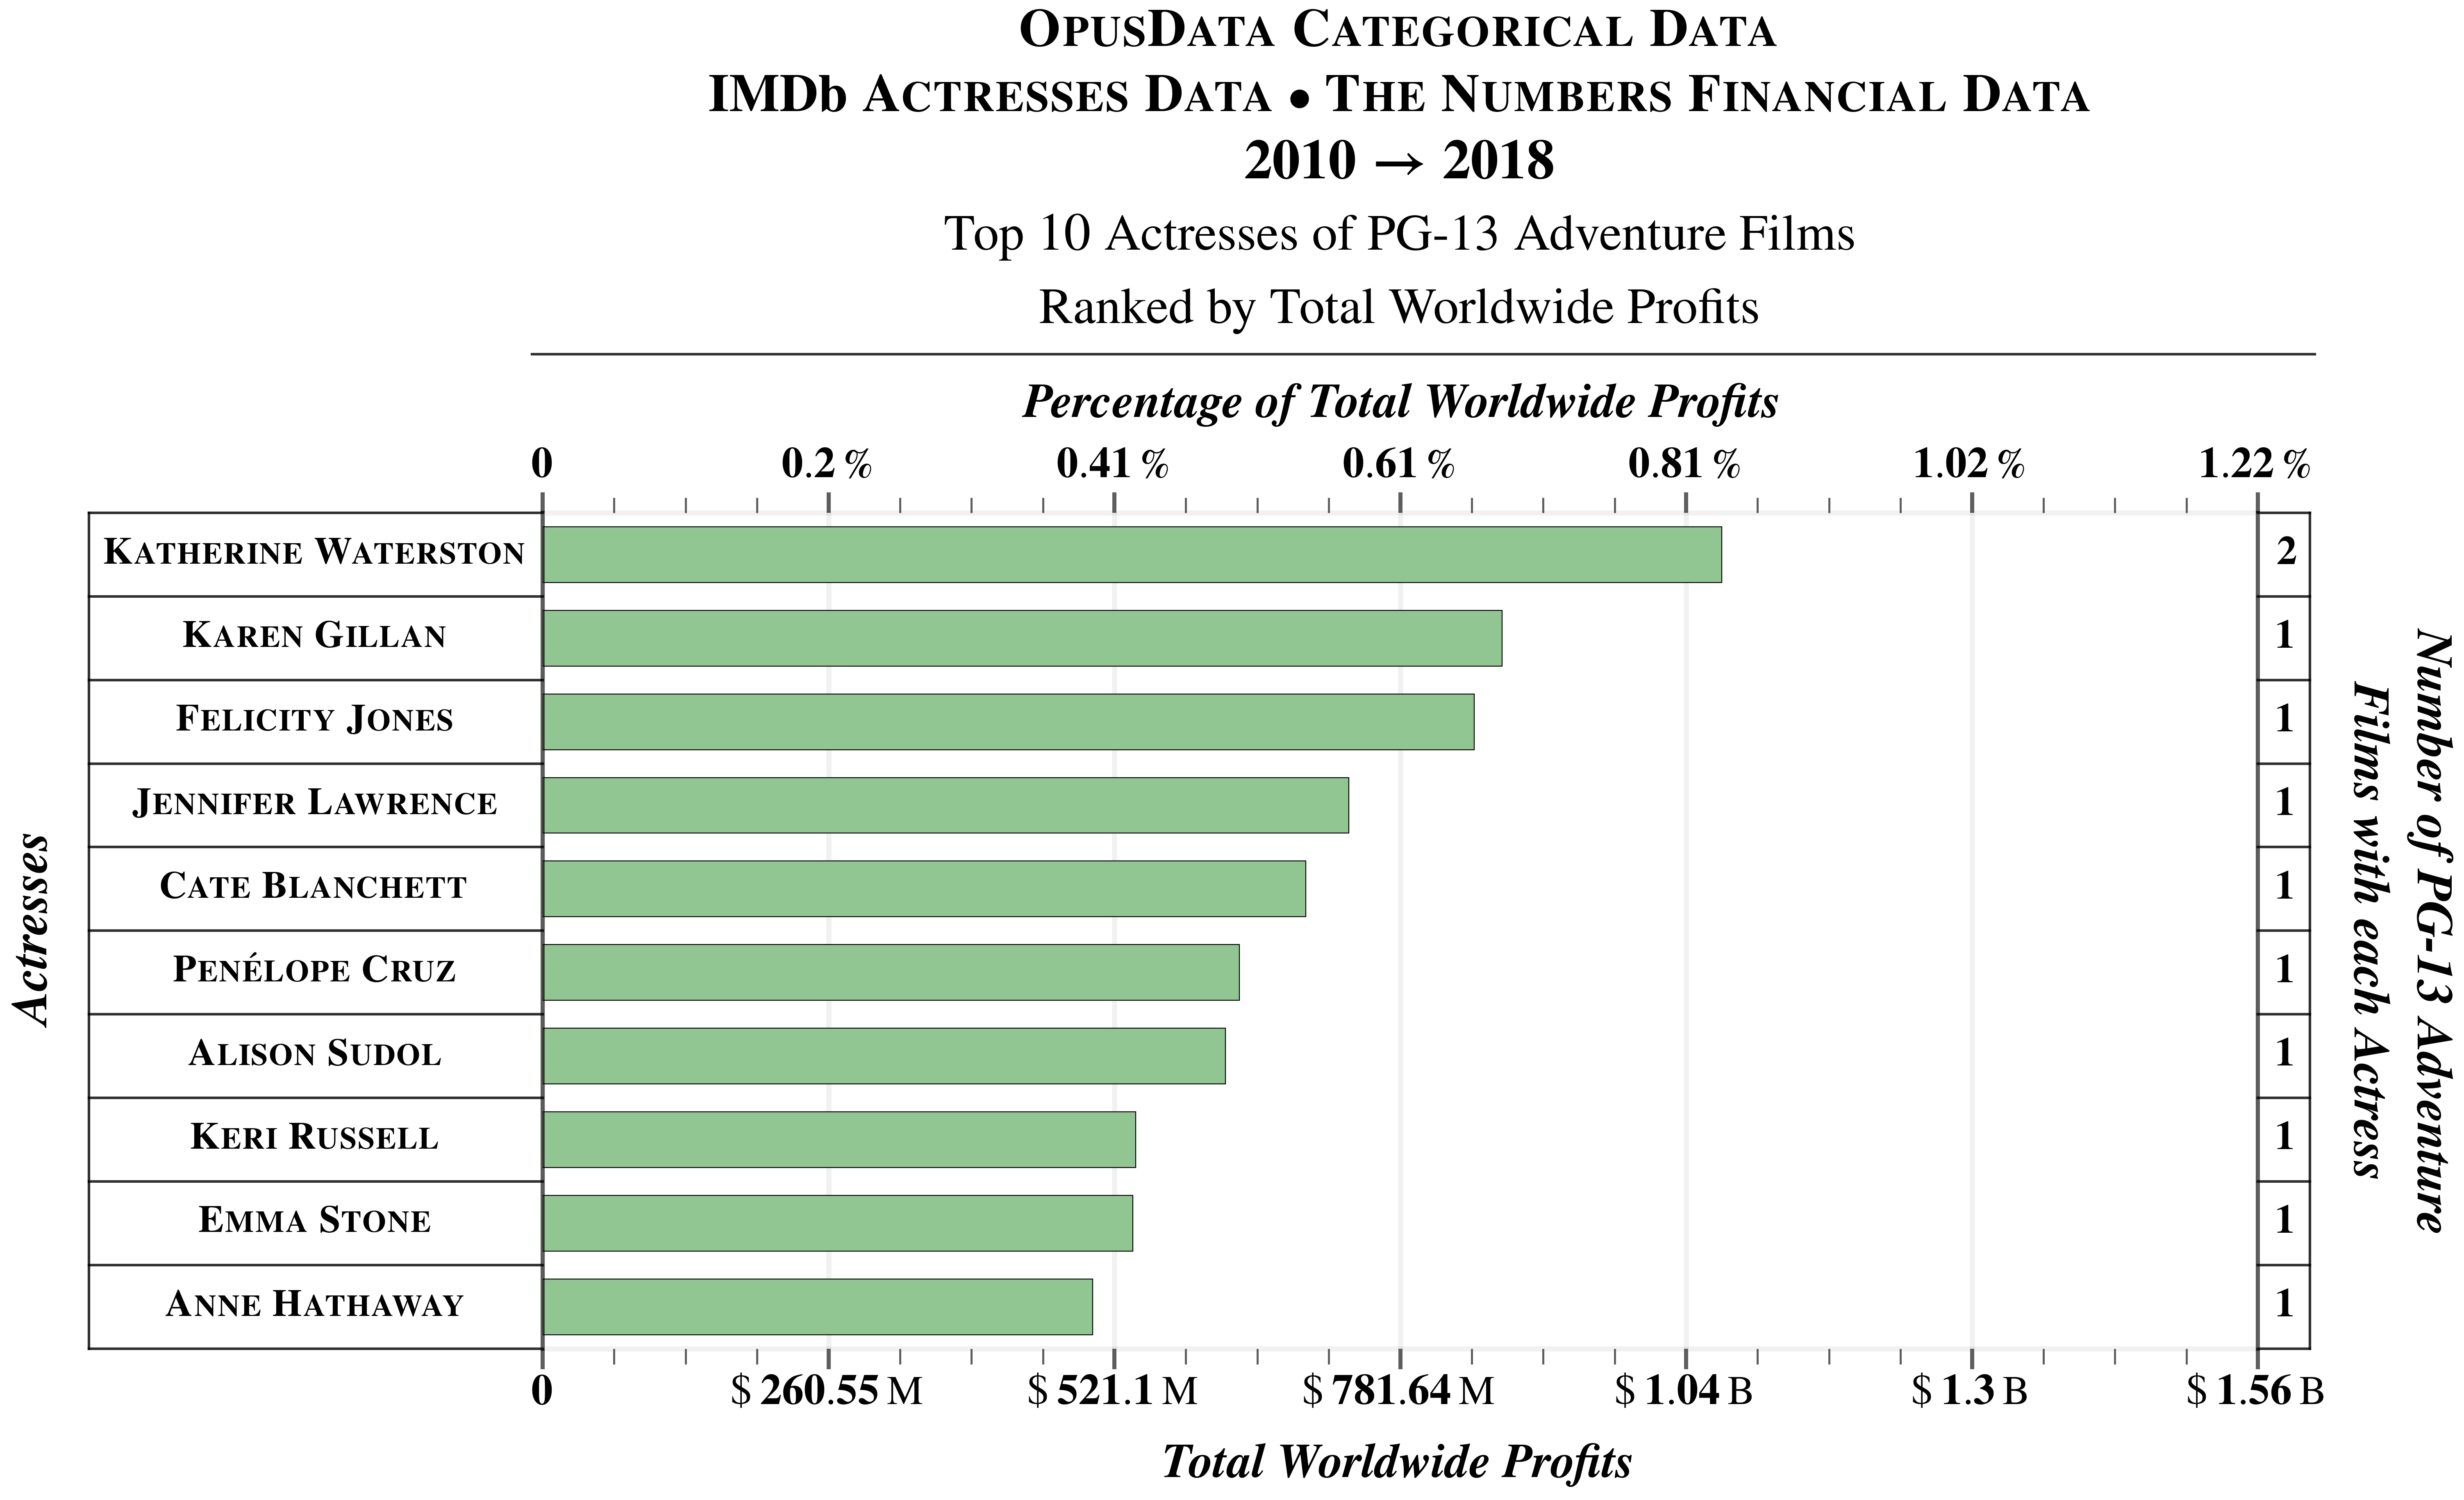 OpusData Categorical Data
IMDb Actresses Data • The Numbers Financial Data
2010 → 2018
Top 10 Actresses of PG-13 Adventure Films
Ranked by Total Worldwide Profits
Percentage of Total Worldwide Profits
0 0.2 % 0.41 % 0.61 % 0.81 % 1.02 % 1.22 %
Actresses
Katherine Waterston 2
Karen Gillan 1
Felicity Jones 1
Jennifer Lawrence 1
Cate Blanchett 1
Penélope Cruz 1
Alison Sudol 1
Keri Russell 1
Emma Stone 1
Anne Hathaway 1
Number of PG-13 Adventure
Films with each Actress
0 $ 260.55 M $ 521.1 M $ 781.64 M $ 1.04 B $ 1.3 B $ 1.56 B
Total Worldwide Profits